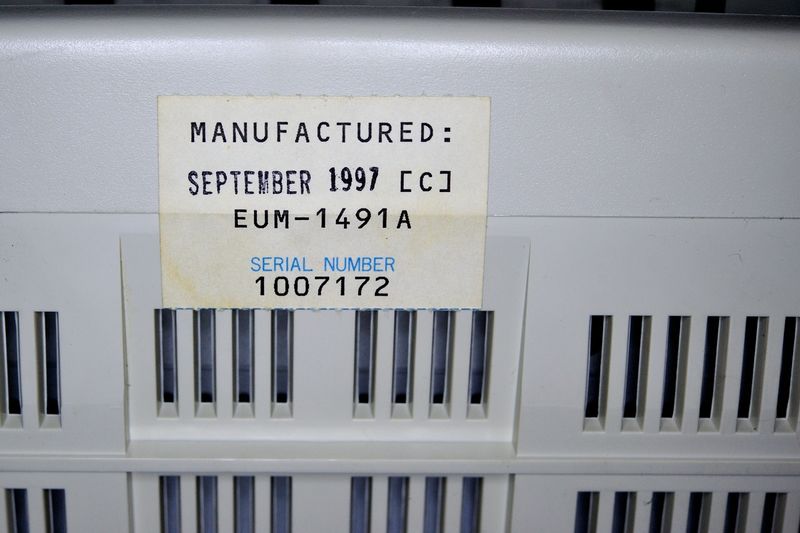 MANUFACTURED:
SEPTEMBER 1997 [C]
EUM-1491A
SERIAL NUMBER
1007172